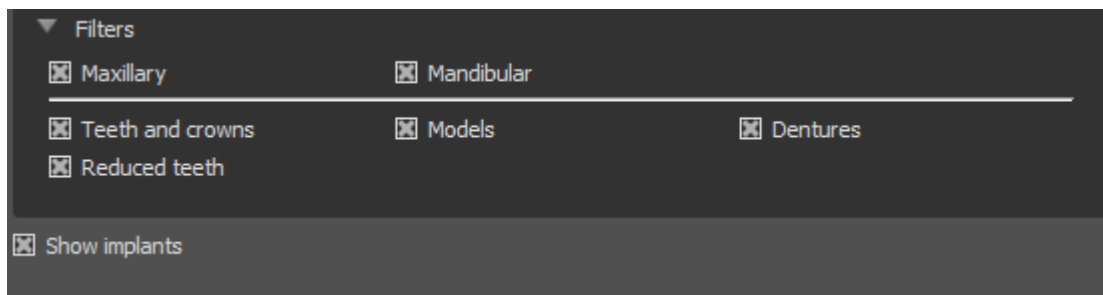 Filters
Maxillary Mandibular
Teeth and crowns Models Dentures
Reduced teeth
Show implants